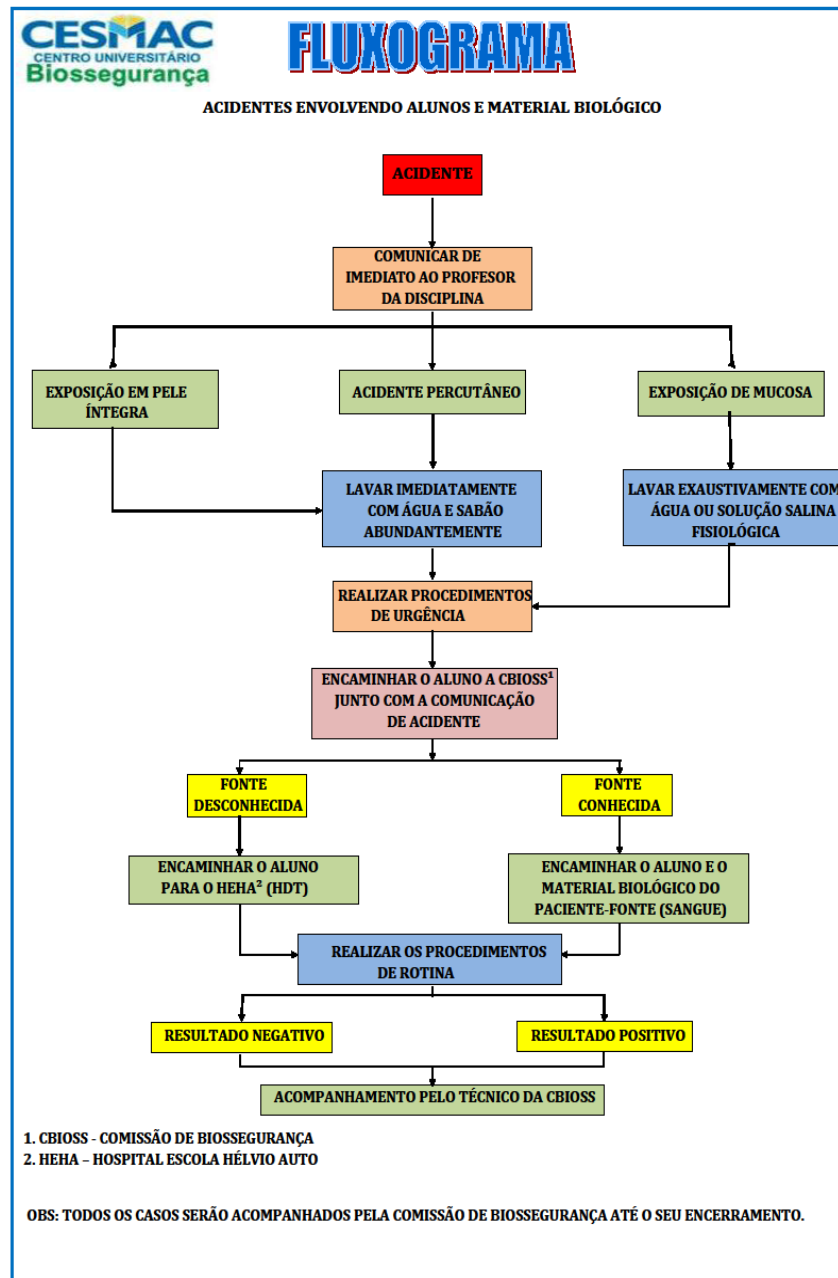 CESMAC
CENTRO UNIVERSITÁRIO
Biossegurança
FLUXOGRAMA
ACIDENTES ENVOLVENDO ALUNOS E MATERIAL BIOLÓGICO
ACIDENTE
COMUNICAR DE
IMEDIATO AO PROFESOR
DA DISCIPLINA
EXPOSIÇÃO EM PELE
ÍNTEGRA
ACIDENTE PERCUTÂNEO
EXPOSIÇÃO DE MUCOSA
LAVAR IMEDIATAMENTE
COM ÁGUA E SABÃO
ABUNDANTEMENTE
LAVAR EXAUSTIVAMENTE COM
ÁGUA OU SOLUÇÃO SALINA
FISIOLÓGICA
REALIZAR PROCEDIMENTOS
DE URGÊNCIA
ENCAMINHAR O ALUNO A CBIOSS¹
JUNTO COM A COMUNICAÇÃO
DE ACIDENTE
FONTE
DESCONHECIDA
FONTE
CONHECIDA
ENCAMINHAR O ALUNO
PARA O HEHA² (HDT)
ENCAMINHAR O ALUNO E O
MATERIAL BIOLÓGICO DO
PACIENTE-FONTE (SANGUE)
REALIZAR OS PROCEDIMENTOS
DE ROTINA
RESULTADO NEGATIVO
RESULTADO POSITIVO
ACOMPANHAMENTO PELO TÉCNICO DA CBIOSS
1. CBIOSS - COMISSÃO DE BIOSSEGURANÇA
2. HEHA – HOSPITAL ESCOLA HÉLVIO AUTO
OBS: TODOS OS CASOS SERÃO ACOMPANHADOS PELA COMISSÃO DE BIOSSEGURANÇA ATÉ O SEU ENCERRAMENTO.